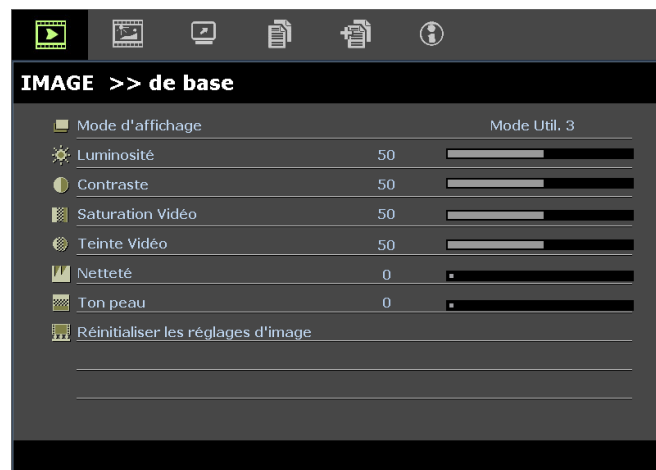 IMAGE >> de base
Mode d'affichage Mode Util. 3
Luminosité 50
Contraste 50
Saturation Vidéo 50
Teinte Vidéo 50
Netteté 0
Ton peau 0
Réinitialiser les réglages d'image